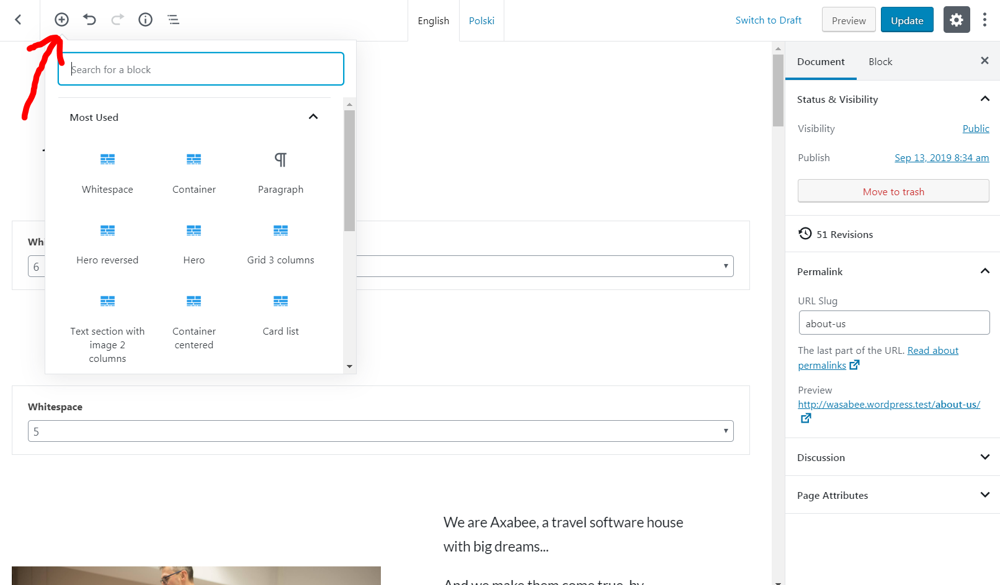 English
Polski
Switch to Draft
Preview
Update
Search for a block
Most Used
Whitespace
Container
Paragraph
Hero reversed
Hero
Grid 3 columns
Text section with
image 2
columns
Container
centered
Card list
Whi
6
Whitespace
5
We are Axabee, a travel software house
with big dreams...
And we make them come true, by
Document
Block
Status & Visibility
Visibility
Public
Publish
Sep 13, 2019 8:34 am
Move to trash
51 Revisions
Permalink
URL Slug
about-us
The last part of the URL. Read about
permalinks
Preview
http://wasabee.wordpress.test/about-us/
Discussion
Page Attributes